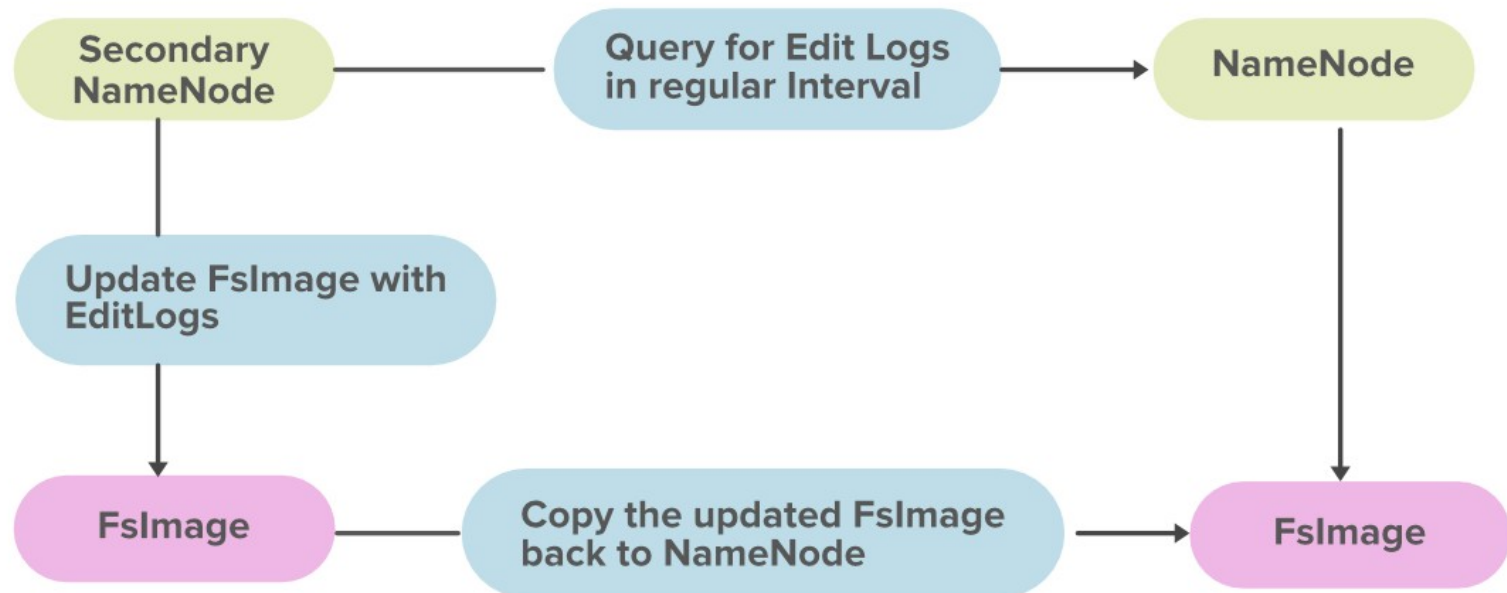 Secondary
NameNode
Query for Edit Logs
in regular Interval
NameNode
Update FsImage with
EditLogs
FsImage
Copy the updated FsImage
back to NameNode
FsImage